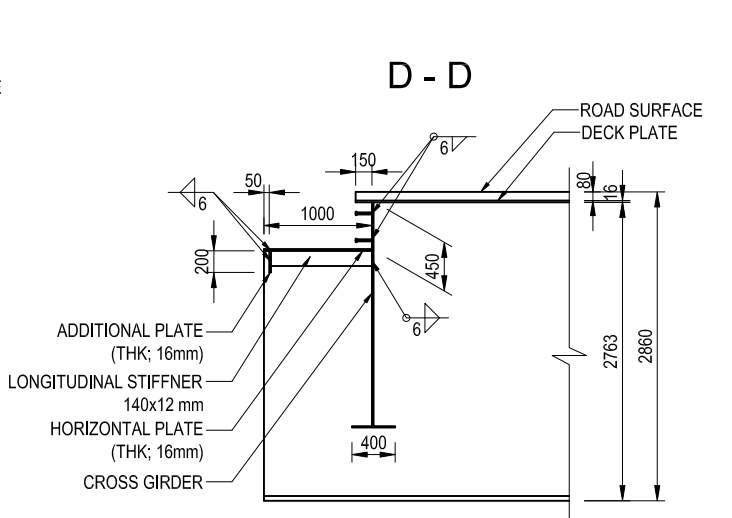 D - D
ROAD SURFACE
DECK PLATE
6
150
50
6
80
16
1000
200
450
ADDITIONAL PLATE
(THK; 16mm)
6
LONGITUDINAL STIFFNER
140x12 mm
2763
2860
HORIZONTAL PLATE
(THK; 16mm)
400
CROSS GIRDER